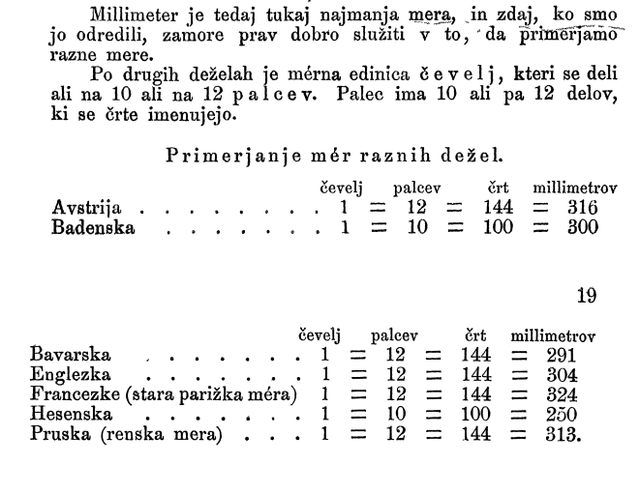 Millimeter je tedaj tukaj najmanja mera, in zdaj, ko smo
jo odredili, zamore prav dobro služiti v to, da primerjamo
razne mere.
Po drugih deželah je mérna edinica čevelj, kteri se deli
ali na 10 ali na 12 palcev. Palec ima 10 ali pa 12 delov,
ki se črte imenujejo.
Primerjanje mér raznih dežel.
čevelj palcev črt millimetrov
Avstrija . . . . . . . . 1 = 12 = 144 = 316
Badenska . . . . . . . 1 = 10 = 100 = 300
19
čevelj palcev črt millimetrov
Bavarska . . . . . . . 1 = 12 = 144 = 291
Englezka . . . . . . . 1 = 12 = 144 = 304
Francezke (stara parižka méra) 1 = 12 = 144 = 324
Hesenska . . . . . . . 1 = 10 = 100 = 250
Pruska (renska mera) . . . 1 = 12 = 144 = 313.